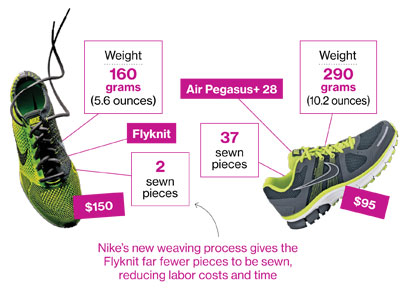 Weight
160
grams
(5.6 ounces)
Flyknit
2
sewn
pieces
$150
Weight
290
grams
(10.2 ounces)
Air Pegasus+ 28
37
sewn
pieces
$95
Nike's new weaving process gives the
Flyknit far fewer pieces to be sewn,
reducing labor costs and time